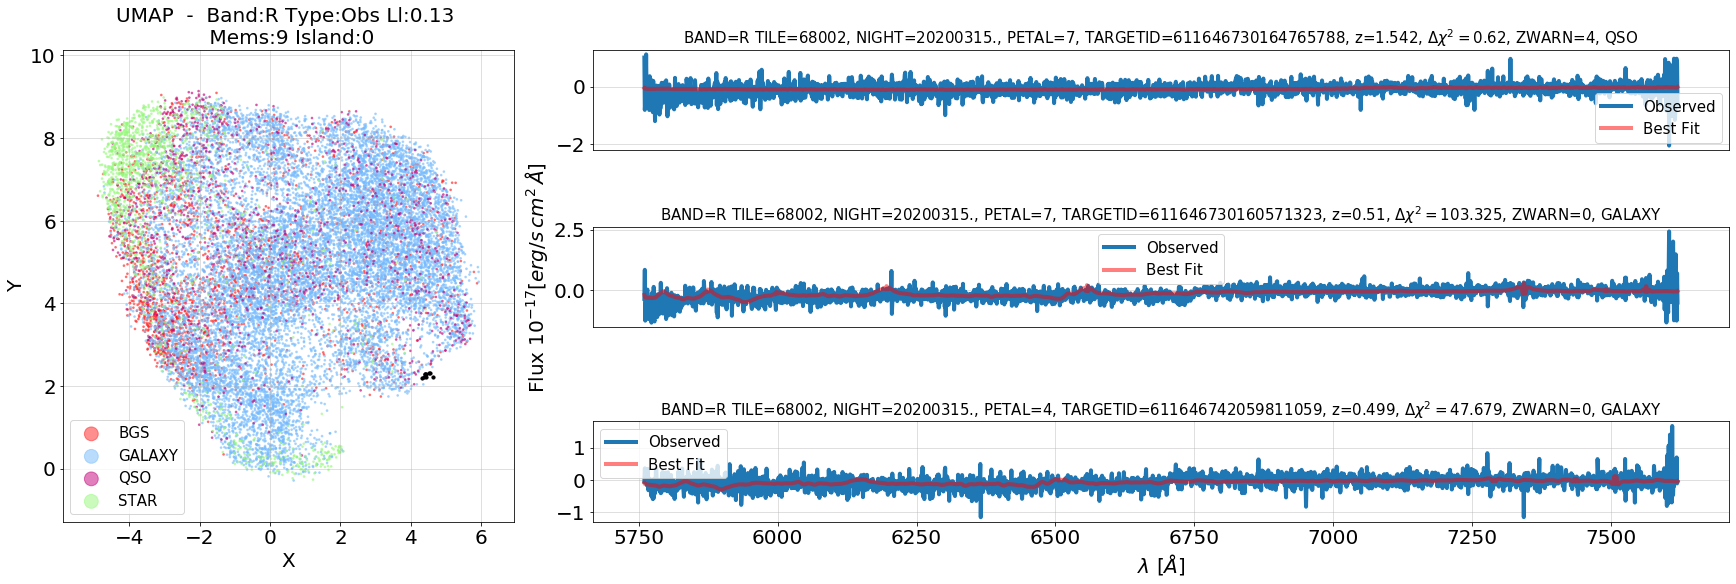 UMAP - Band:R Type:Obs Ll:0.13
Mems:9 Island:0
10
8
6
4
2
0
Y
−4 −2 0 2 4 6
X
BGS
GALAXY
QSO
STAR
Flux 10⁻¹⁷[erg/s cm² Å]
BAND=R TILE=68002, NIGHT=20200315., PETAL=7, TARGETID=611646730164765788, z=1.542, Δχ² = 0.62, ZWARN=4, QSO
0
−2
Observed
Best Fit
BAND=R TILE=68002, NIGHT=20200315., PETAL=7, TARGETID=611646730160571323, z=0.51, Δχ² = 103.325, ZWARN=0, GALAXY
2.5
0.0
Observed
Best Fit
BAND=R TILE=68002, NIGHT=20200315., PETAL=4, TARGETID=611646742059811059, z=0.499, Δχ² = 47.679, ZWARN=0, GALAXY
1
0
−1
Observed
Best Fit
5750 6000 6250 6500 6750 7000 7250 7500
λ [Å]